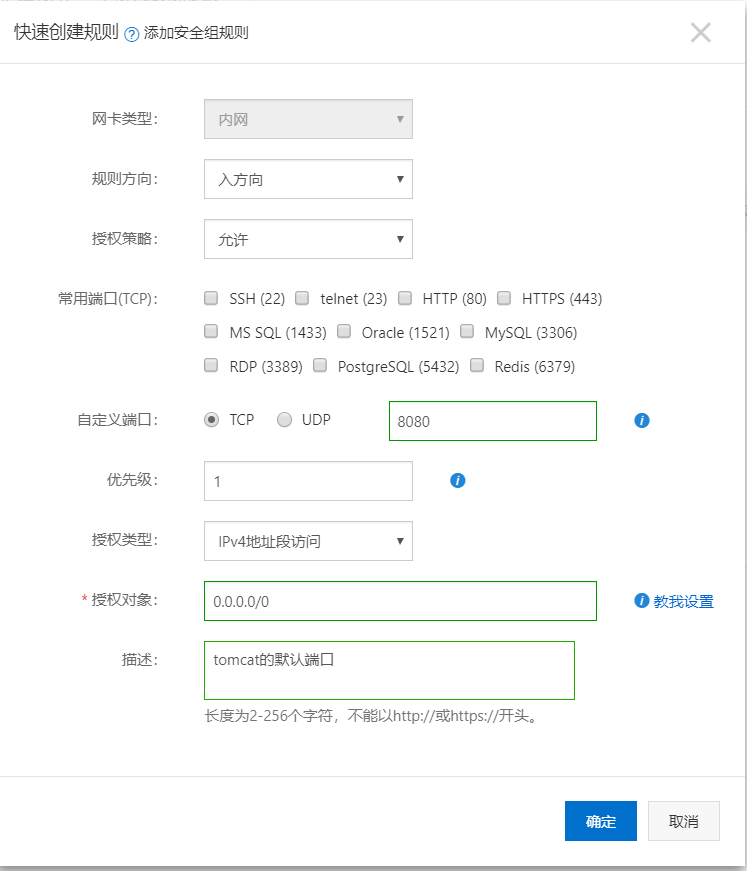 快速创建规则 ? 添加安全组规则
网卡类型： 内网
规则方向： 入方向
授权策略： 允许
常用端口(TCP)： SSH (22) telnet (23) HTTP (80) HTTPS (443)
MS SQL (1433) Oracle (1521) MySQL (3306)
RDP (3389) PostgreSQL (5432) Redis (6379)
自定义端口： TCP UDP 8080 i
优先级： 1 i
授权类型： IPv4地址段访问
* 授权对象： 0.0.0.0/0 i 教我设置
描述： tomcat的默认端口
长度为2-256个字符，不能以http://或https://开头。
确定 取消